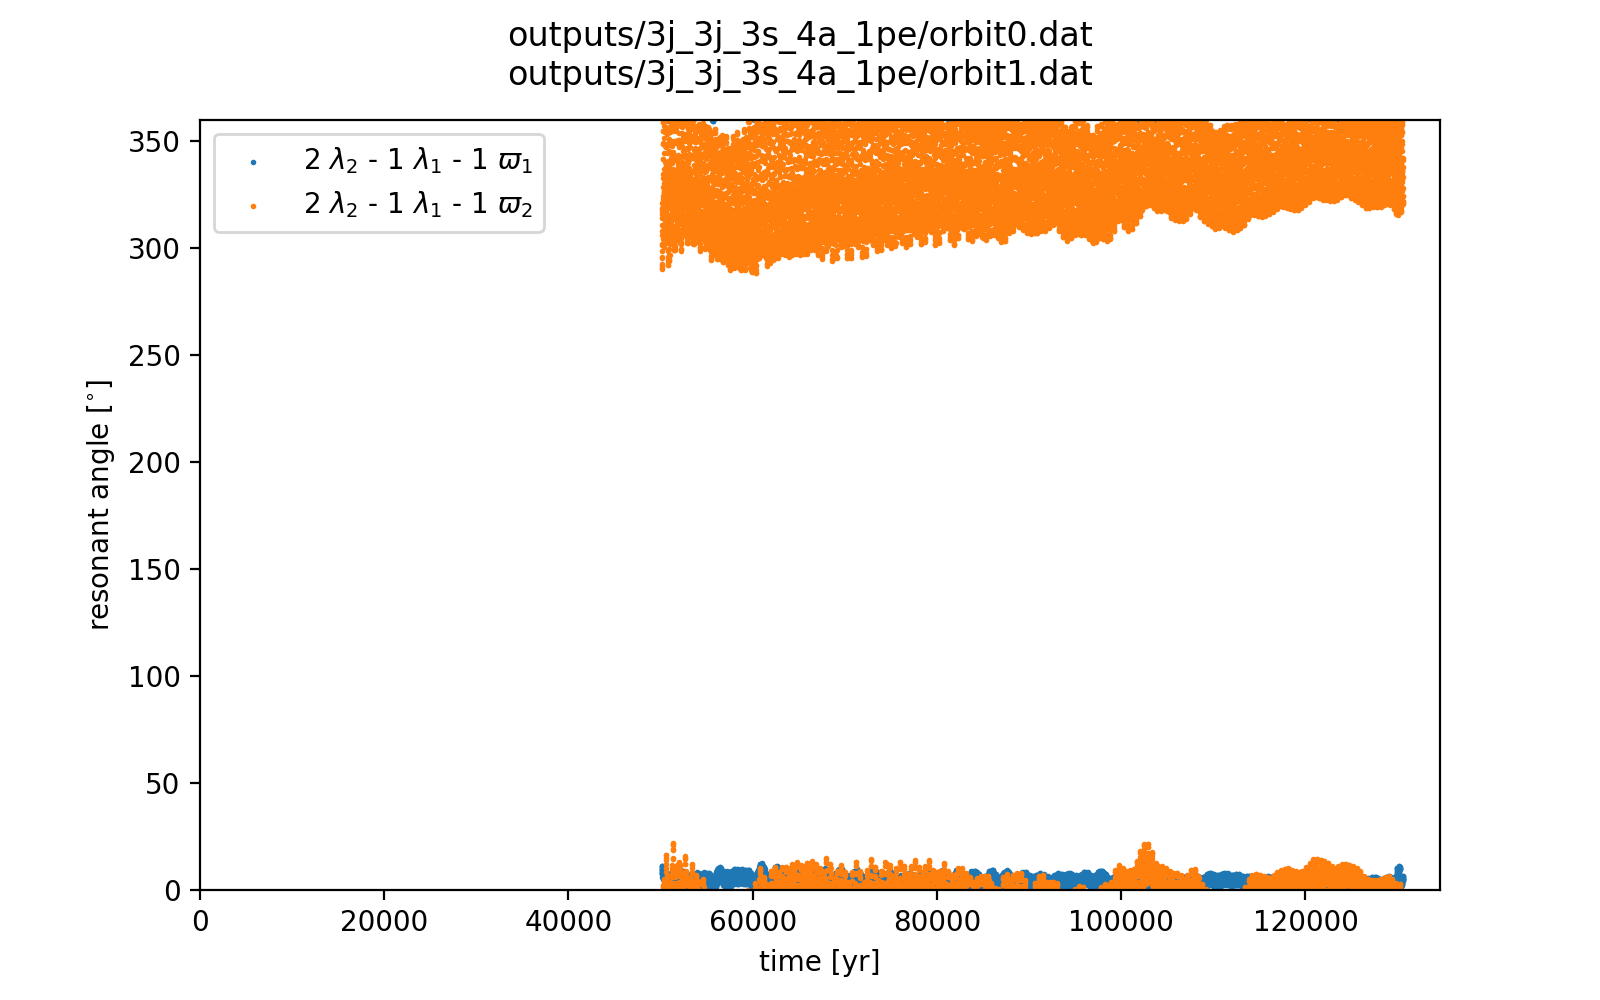 outputs/3j_3j_3s_4a_1pe/orbit0.dat
outputs/3j_3j_3s_4a_1pe/orbit1.dat
2 λ₂ - 1 λ₁ - 1 ϖ₁
2 λ₂ - 1 λ₁ - 1 ϖ₂
resonant angle [°]
350
300
250
200
150
100
50
0
0 20000 40000 60000 80000 100000 120000
time [yr]